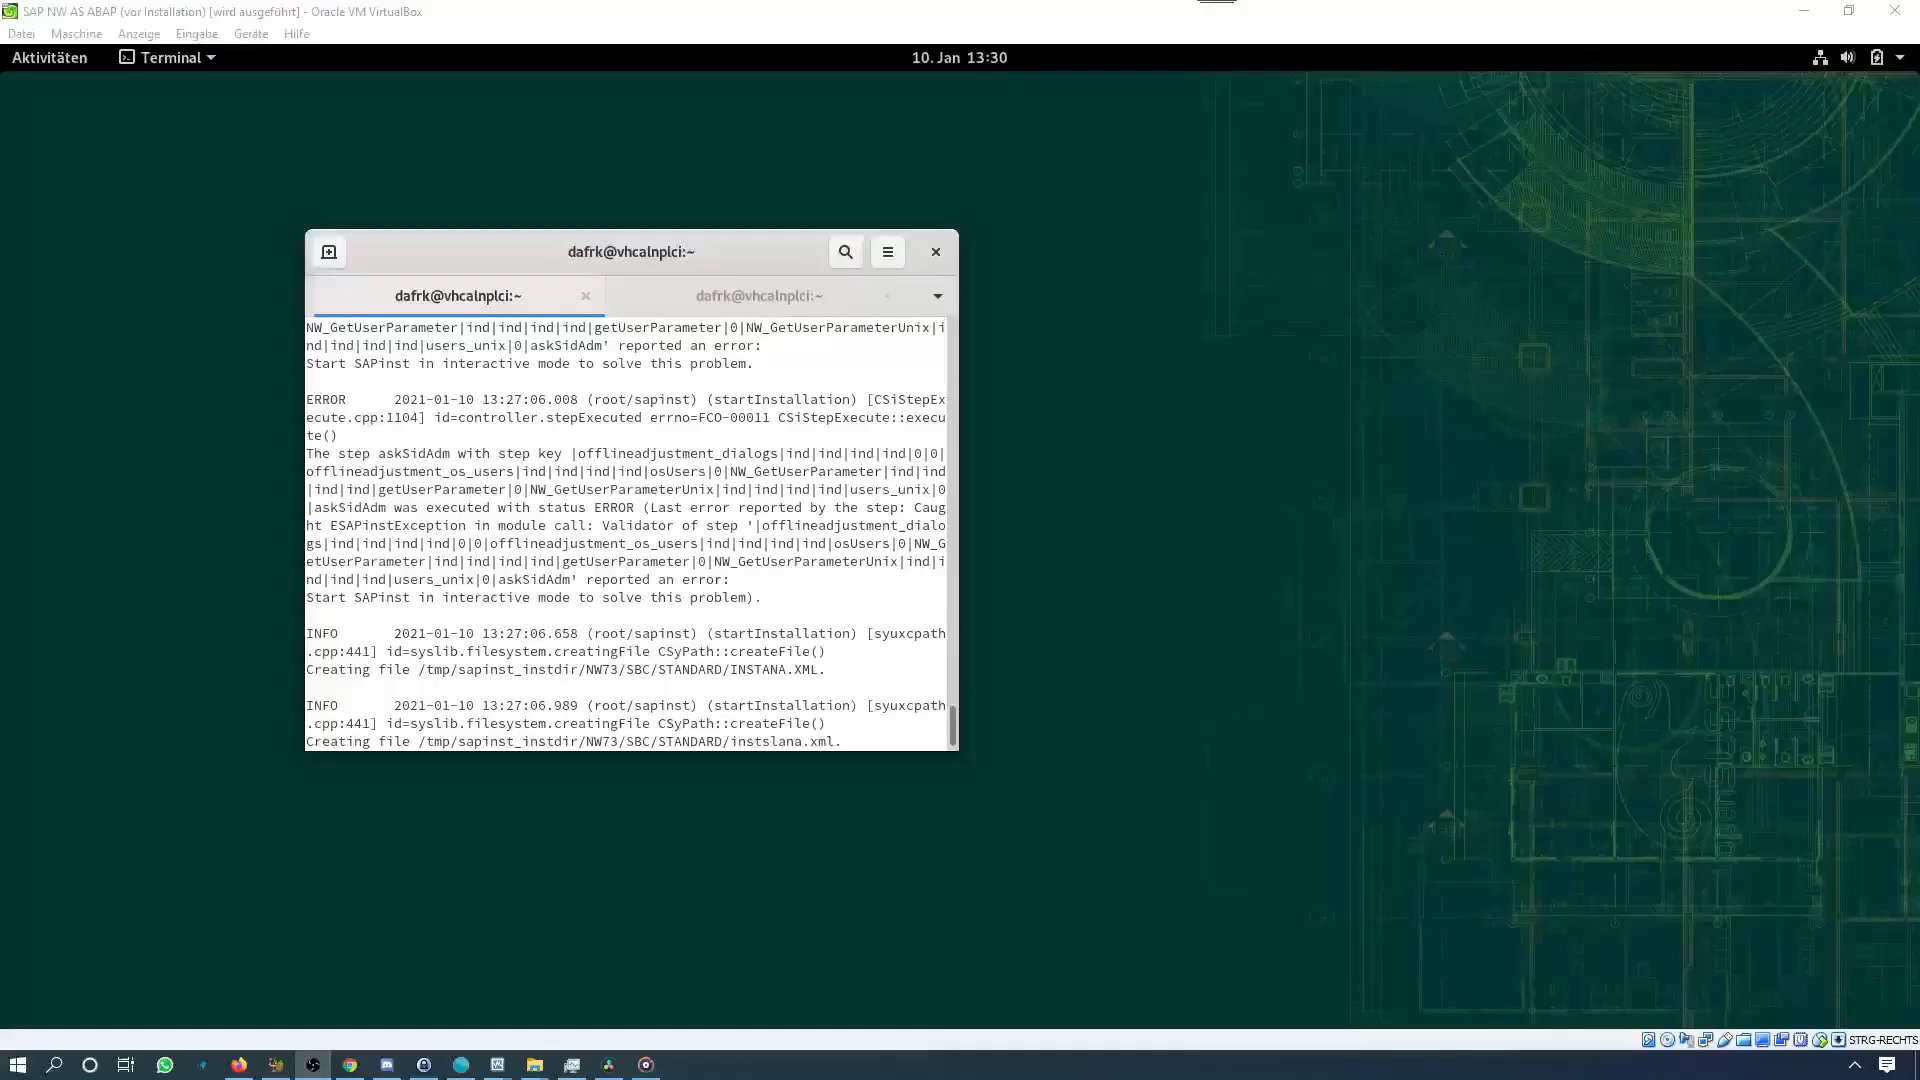 SAP NW AS ABAP (vor Installation) [wird ausgeführt] - Oracle VM VirtualBox
Datei Maschine Anzeige Eingabe Geräte Hilfe
Aktivitäten Terminal 10. Jan 13:30
dafrk@vhcalnplci:~
dafrk@vhcalnplci:~ dafrk@vhcalnplci:~
NW_GetUserParameter|ind|ind|ind|ind|getUserParameter|0|NW_GetUserParameterUnix|i
nd|ind|ind|ind|users_unix|0|askSidAdm' reported an error:
Start SAPinst in interactive mode to solve this problem.
ERROR 2021-01-10 13:27:06.008 (root/sapinst) (startInstallation) [CSiStepEx
ecute.cpp:1104] id=controller.stepExecuted errno=FCO-00011 CSiStepExecute::execu
te()
The step askSidAdm with step key |offlineadjustment_dialogs|ind|ind|ind|ind|0|0|
offlineadjustment_os_users|ind|ind|ind|ind|osUsers|0|NW_GetUserParameter|ind|ind
|ind|ind|getUserParameter|0|NW_GetUserParameterUnix|ind|ind|ind|ind|users_unix|0
|askSidAdm was executed with status ERROR (Last error reported by the step: Caug
ht ESAPinstException in module call: Validator of step '|offlineadjustment_dialo
gs|ind|ind|ind|ind|0|0|offlineadjustment_os_users|ind|ind|ind|ind|osUsers|0|NW_G
etUserParameter|ind|ind|ind|ind|getUserParameter|0|NW_GetUserParameterUnix|ind|i
nd|ind|ind|users_unix|0|askSidAdm' reported an error:
Start SAPinst in interactive mode to solve this problem).
INFO 2021-01-10 13:27:06.658 (root/sapinst) (startInstallation) [syuxcpath
.cpp:441] id=syslib.filesystem.creatingFile CSyPath::createFile()
Creating file /tmp/sapinst_instdir/NW73/SBC/STANDARD/INSTANA.XML.
INFO 2021-01-10 13:27:06.989 (root/sapinst) (startInstallation) [syuxcpath
.cpp:441] id=syslib.filesystem.creatingFile CSyPath::createFile()
Creating file /tmp/sapinst_instdir/NW73/SBC/STANDARD/instslana.xml.
STRG-RECHTS